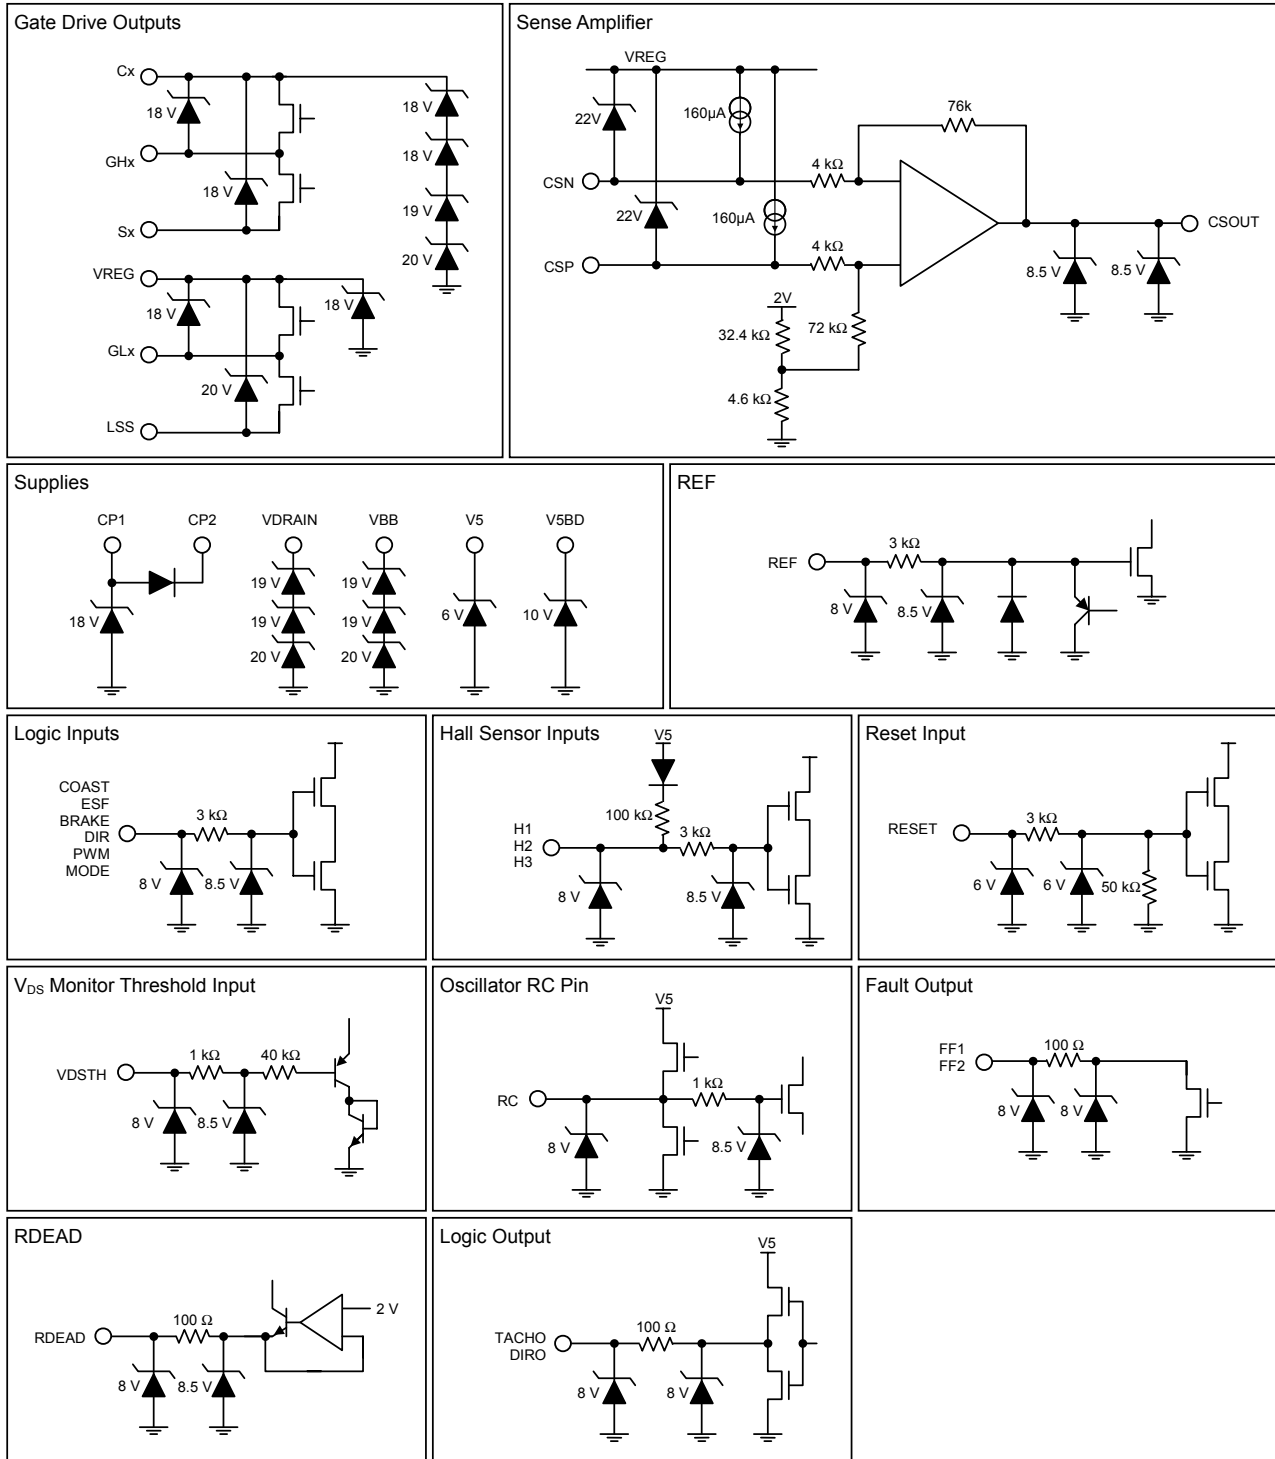 Gate Drive Outputs
Cx
18 V
18 V
18 V
GHx
18 V
19 V
Sx
20 V
VREG
18 V
18 V
GLx
20 V
LSS
Sense Amplifier
VREG
22V
160µA
76k
4 kΩ
CSN
22V
160µA
CSOUT
4 kΩ
CSP
8.5 V
8.5 V
2V
32.4 kΩ
72 kΩ
4.6 kΩ
Supplies
CP1
CP2
VDRAIN
VBB
V5
V5BD
19 V
19 V
18 V
19 V
19 V
6 V
10 V
20 V
20 V
REF
3 kΩ
REF
8 V
8.5 V
Logic Inputs
COAST
ESF
BRAKE
DIR
PWM
MODE
3 kΩ
8 V
8.5 V
Hall Sensor Inputs
V5
100 kΩ
3 kΩ
H1
H2
H3
8 V
8.5 V
Reset Input
3 kΩ
RESET
6 V
6 V
50 kΩ
VDS Monitor Threshold Input
1 kΩ
40 kΩ
VDSTH
8 V
8.5 V
Oscillator RC Pin
V5
1 kΩ
RC
8 V
8.5 V
Fault Output
FF1
FF2
100 Ω
8 V
8 V
RDEAD
2 V
100 Ω
RDEAD
8 V
8.5 V
Logic Output
V5
TACHO
DIRO
100 Ω
8 V
8 V